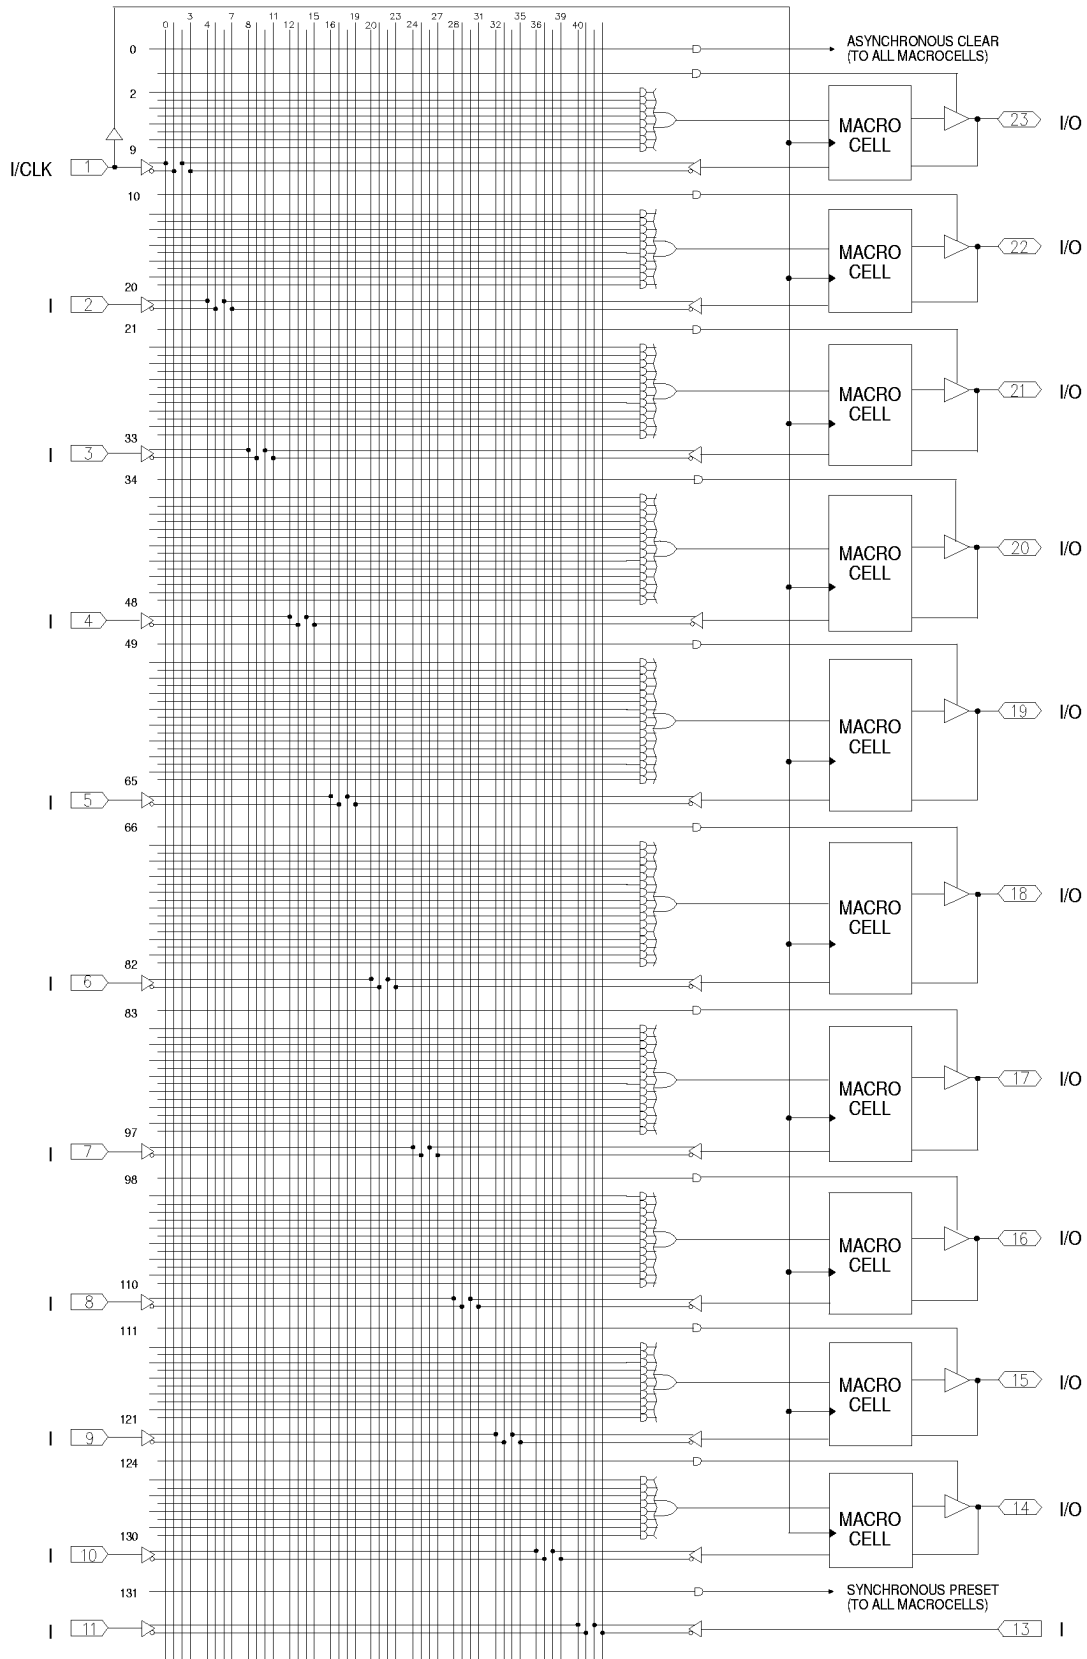 3 11 15 23 27 31 35 39
0 4 7 8 12 16 19 20 24 28 32 36 40
0 ASYNCHRONOUS CLEAR
(TO ALL MACROCELLS)
2
MACRO
CELL
23 I/O
9
I/CLK 1
10
MACRO
CELL
22 I/O
20
I 2
21
MACRO
CELL
21 I/O
33
I 3
34
MACRO
CELL
20 I/O
48
I 4
49
MACRO
CELL
19 I/O
65
I 5
66
MACRO
CELL
18 I/O
82
I 6
83
MACRO
CELL
17 I/O
97
I 7
98
MACRO
CELL
16 I/O
110
I 8
111
MACRO
CELL
15 I/O
121
I 9
124
MACRO
CELL
14 I/O
130
I 10
131 SYNCHRONOUS PRESET
(TO ALL MACROCELLS)
I 11 13 I